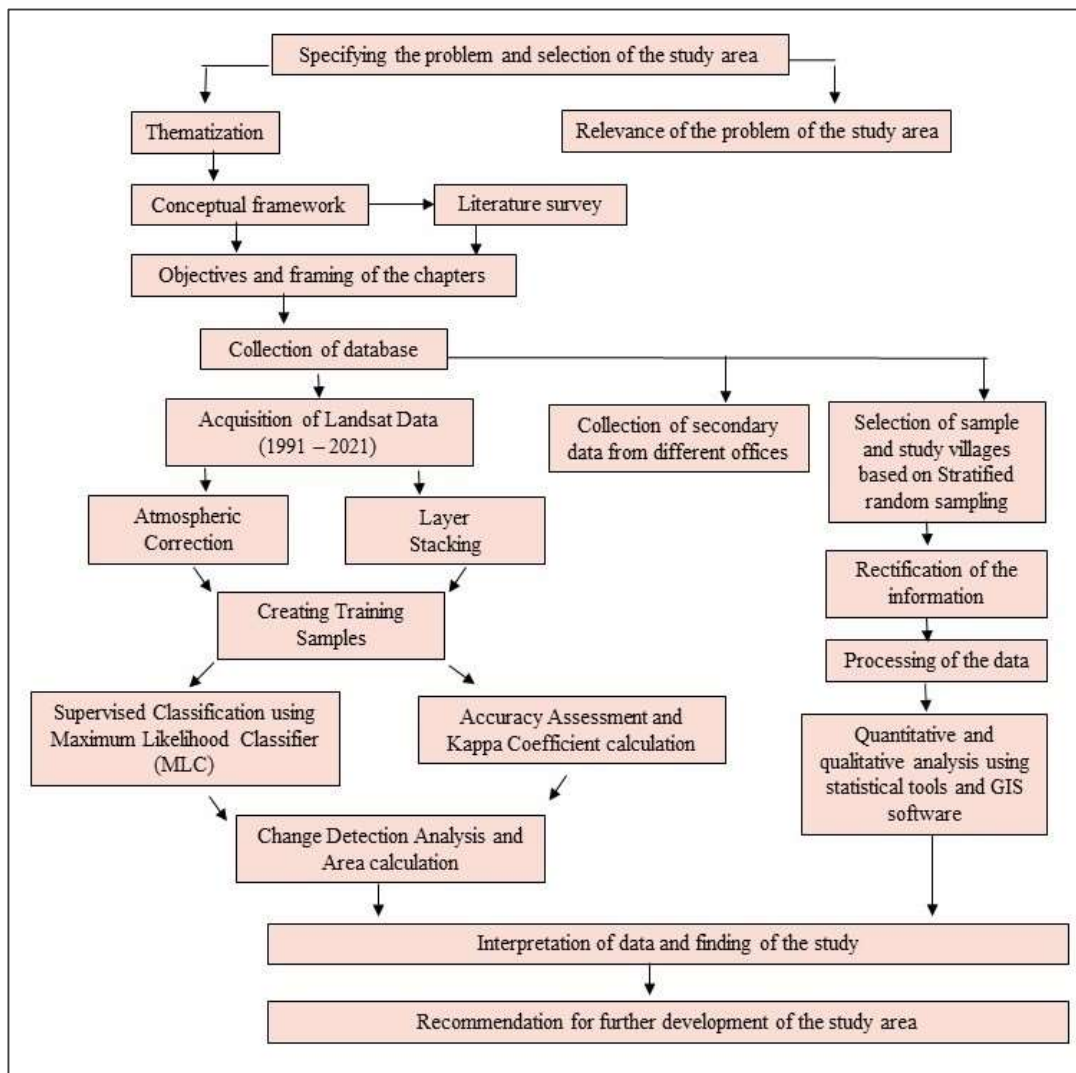 Specifying the problem and selection of the study area
Thematization
Relevance of the problem of the study area
Conceptual framework
Literature survey
Objectives and framing of the chapters
Collection of database
Acquisition of Landsat Data
(1991 – 2021)
Collection of secondary
data from different offices
Selection of sample
and study villages
based on Stratified
random sampling
Atmospheric
Correction
Layer
Stacking
Rectification of the
information
Creating Training
Samples
Processing of the data
Supervised Classification using
Maximum Likelihood Classifier
(MLC)
Accuracy Assessment and
Kappa Coefficient calculation
Quantitative and
qualitative analysis using
statistical tools and GIS
software
Change Detection Analysis and
Area calculation
Interpretation of data and finding of the study
Recommendation for further development of the study area